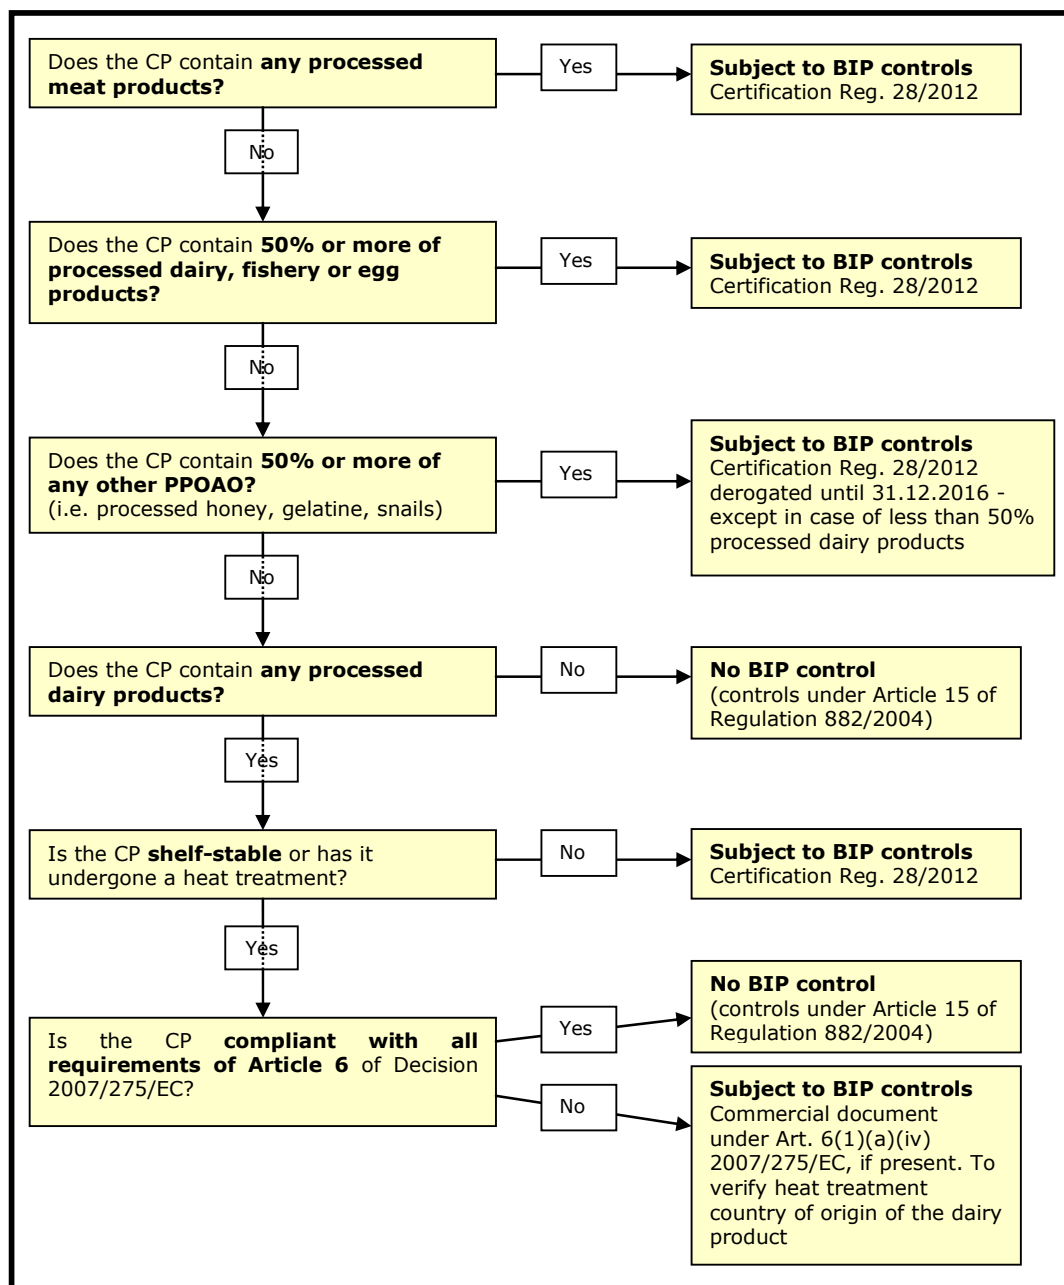 Does the CP contain any processed
meat products?
Yes
Subject to BIP controls
Certification Reg. 28/2012
No
Does the CP contain 50% or more of
processed dairy, fishery or egg
products?
Yes
Subject to BIP controls
Certification Reg. 28/2012
No
Does the CP contain 50% or more of
any other PPOAO?
(i.e. processed honey, gelatine, snails)
Yes
Subject to BIP controls
Certification Reg. 28/2012
derogated until 31.12.2016 -
except in case of less than 50%
processed dairy products
No
Does the CP contain any processed
dairy products?
No
No BIP control
(controls under Article 15 of
Regulation 882/2004)
Yes
Is the CP shelf-stable or has it
undergone a heat treatment?
No
Subject to BIP controls
Certification Reg. 28/2012
Yes
Is the CP compliant with all
requirements of Article 6 of Decision
2007/275/EC?
Yes
No BIP control
(controls under Article 15 of
Regulation 882/2004)
No
Subject to BIP controls
Commercial document
under Art. 6(1)(a)(iv)
2007/275/EC, if present. To
verify heat treatment
country of origin of the dairy
product